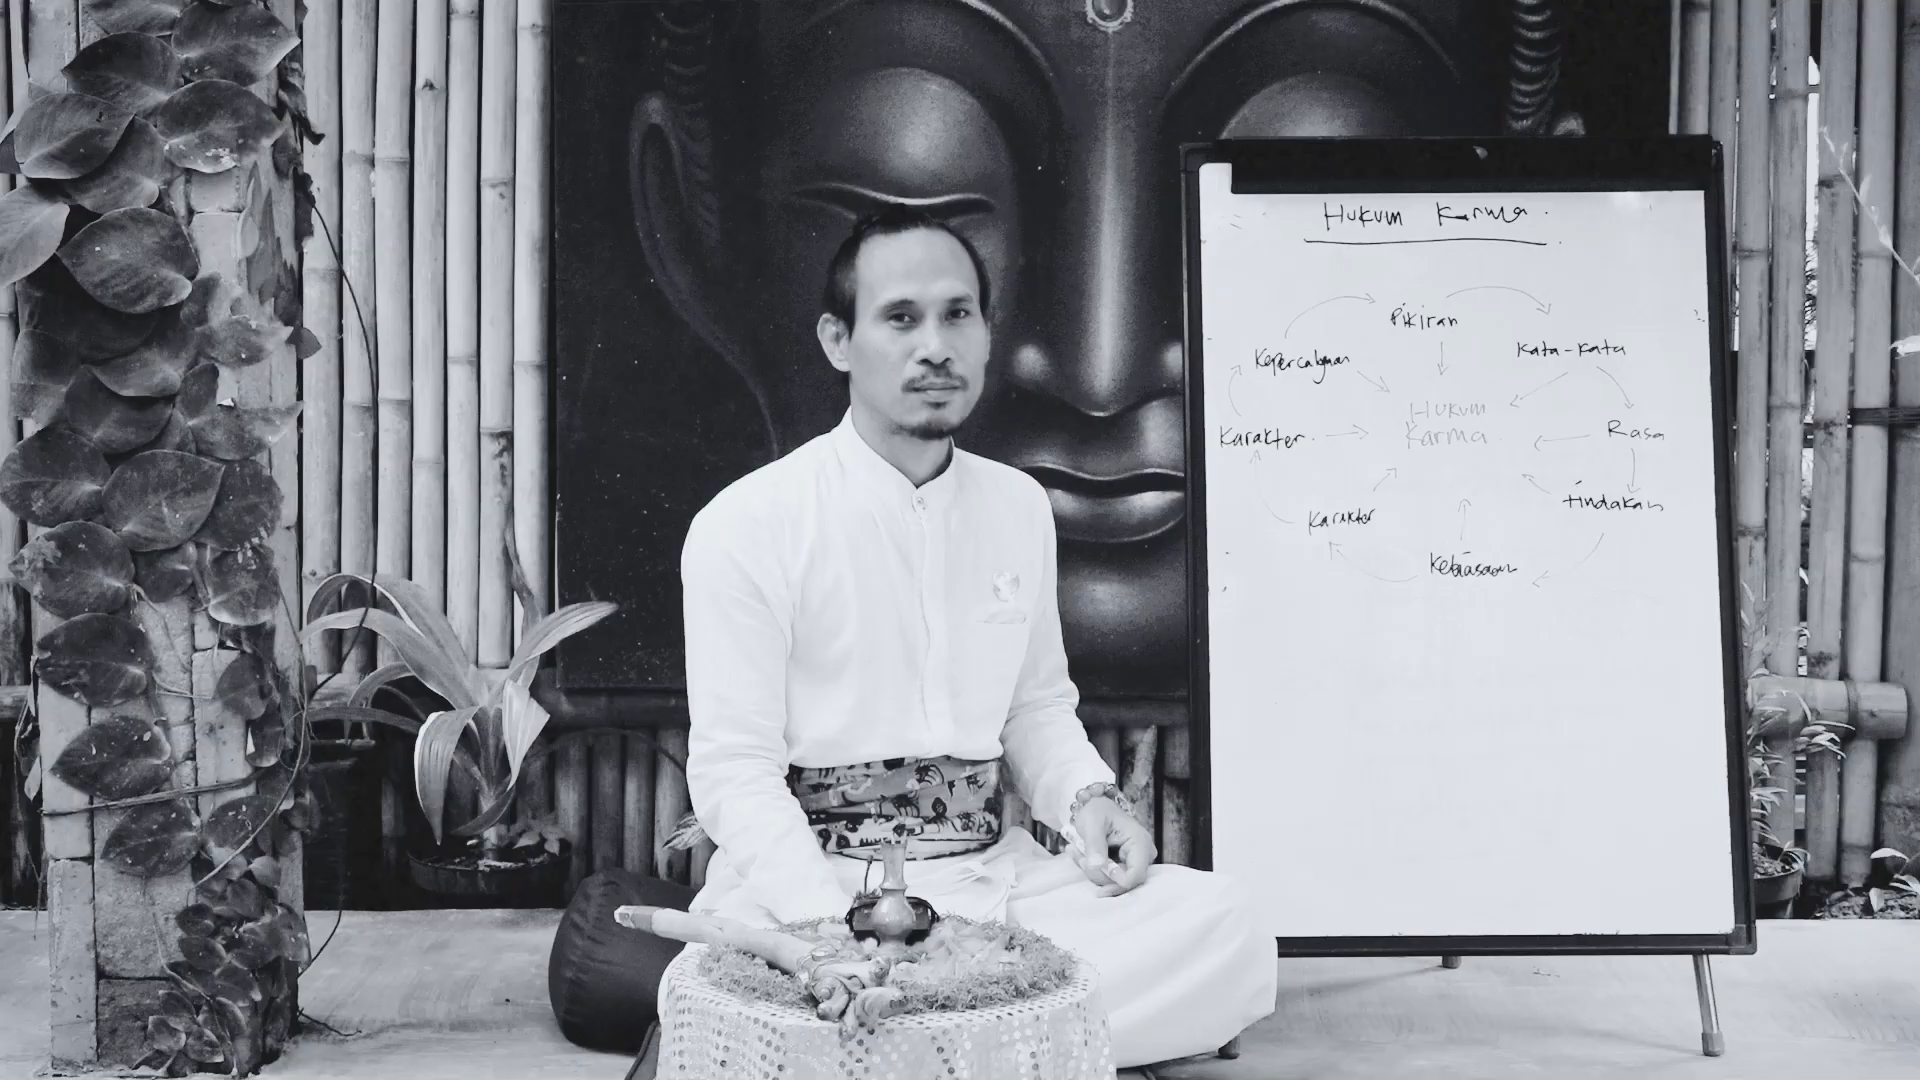 Hukum Karma.
Pikiran
Kata-kata
Kepercayaan
Hukum
Karma.
Karakter.
Rasa
tindakan
Karakter
Kebiasaan